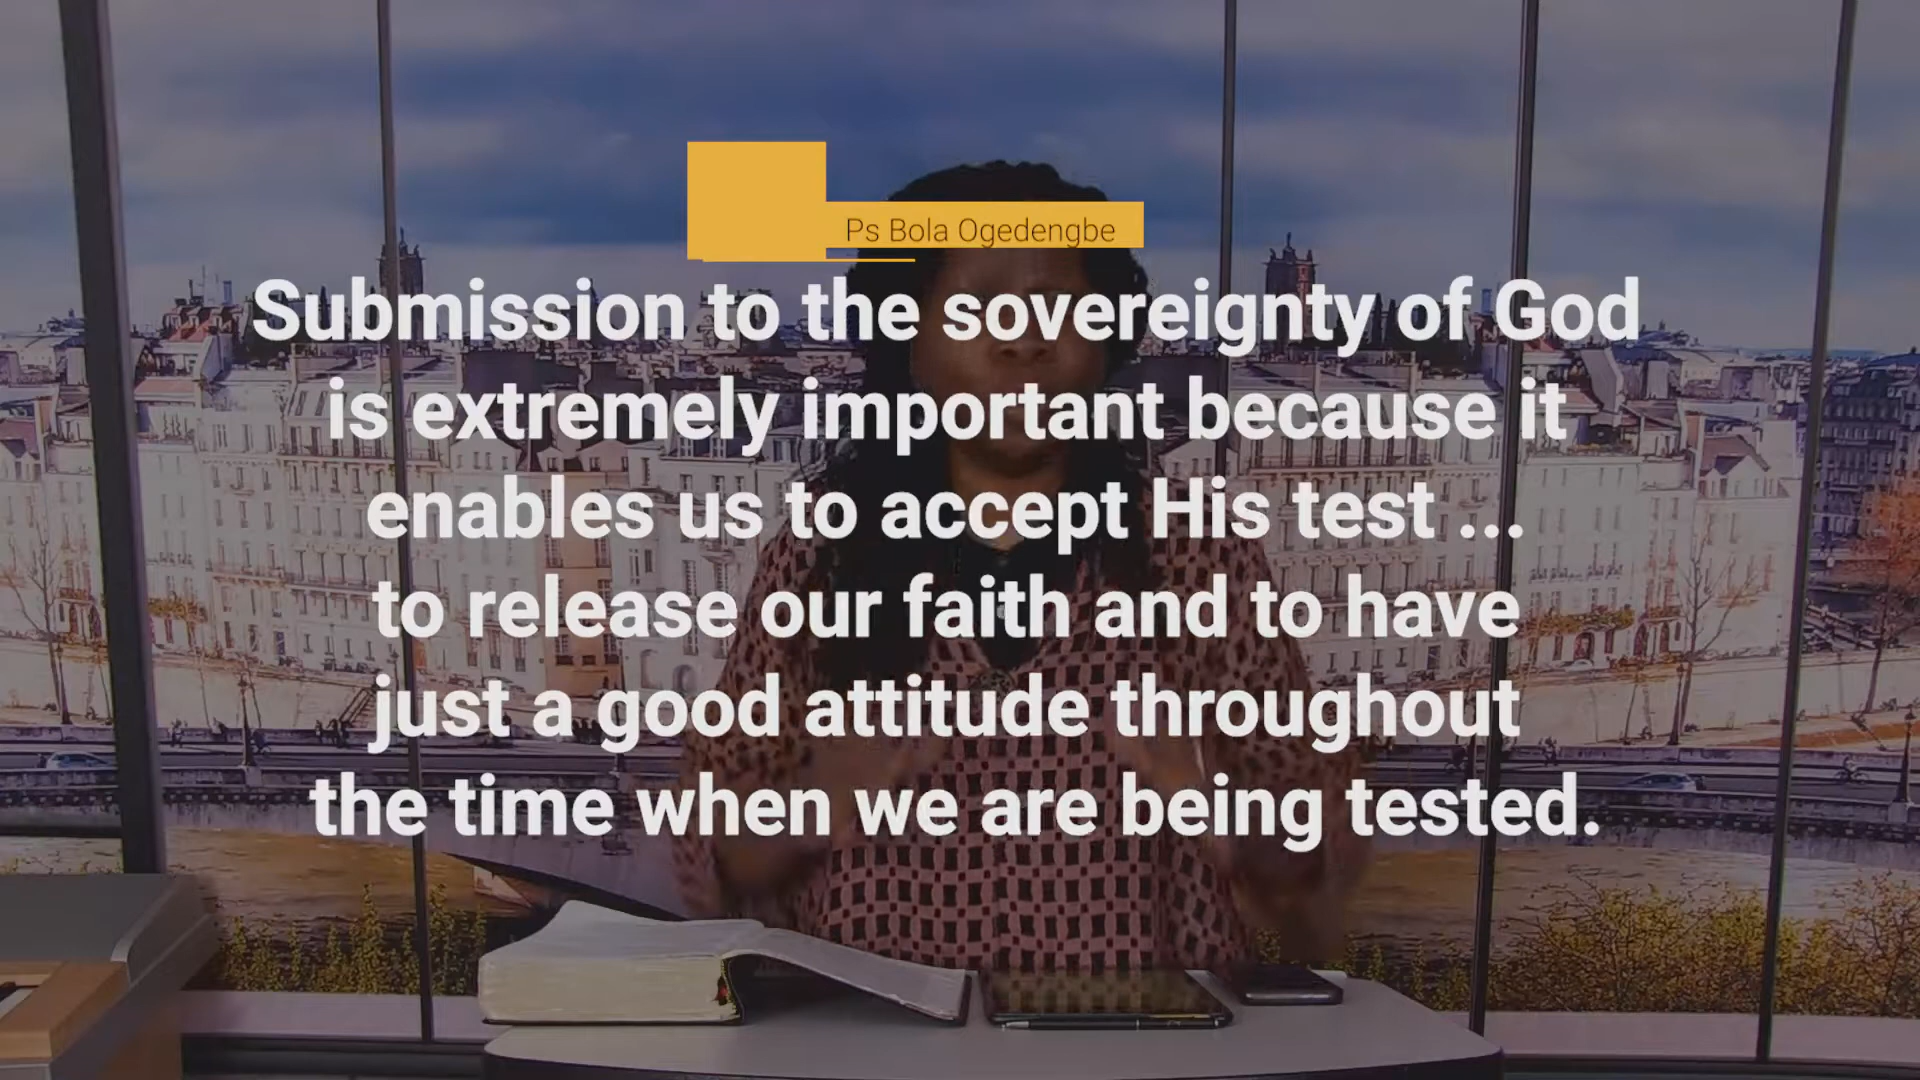 Ps Bola Ogedengbe
Submission to the sovereignty of God
is extremely important because it
enables us to accept His test ...
to release our faith and to have
just a good attitude throughout
the time when we are being tested.